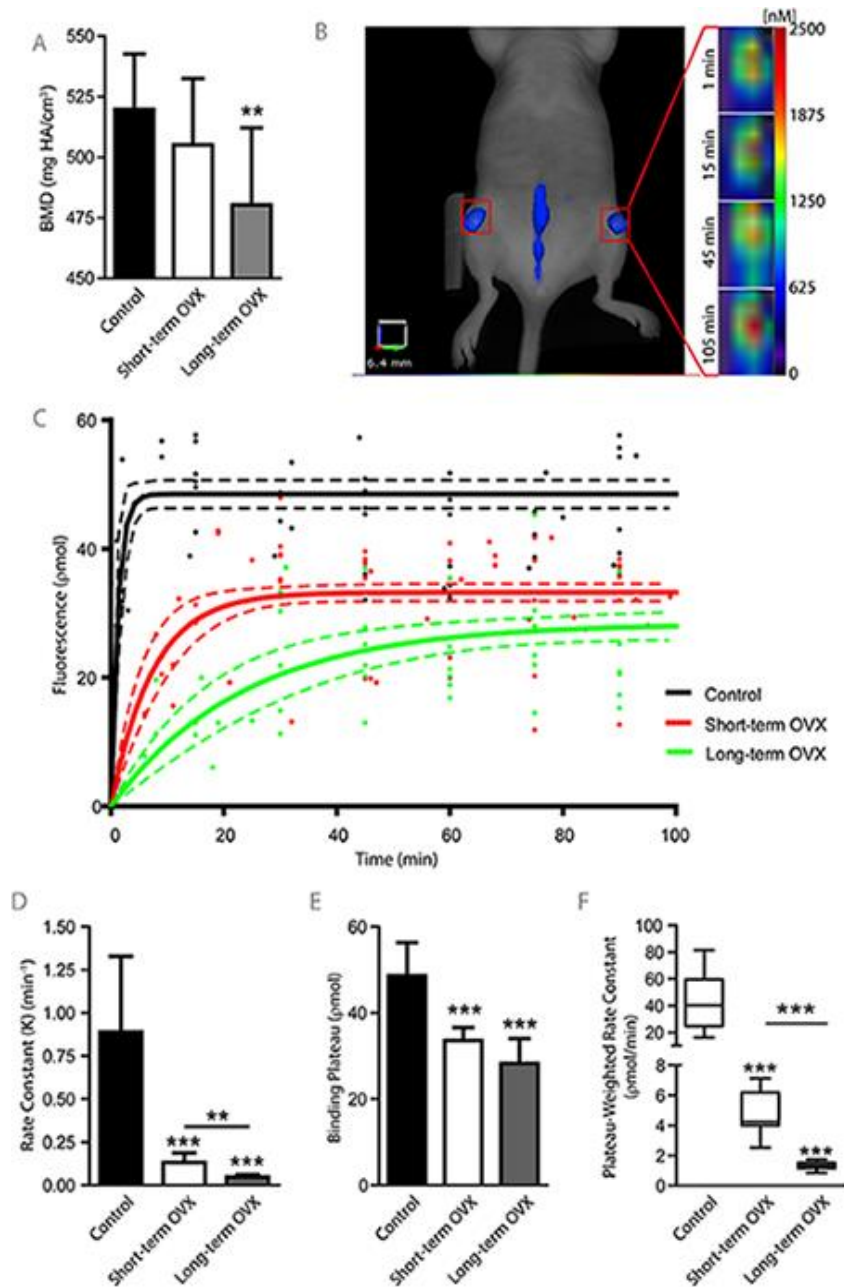 A
BMD (mg HA/cm³)
550
525
500
475
450
**
Control
Short-term OVX
Long-term OVX
B
6.4 mm
1 min
15 min
45 min
105 min
[nM]
2500
1875
1250
625
0
C
Fluorescence (ρmol)
60
40
20
0
0 20 40 60 80 100
Time (min)
Control
Short-term OVX
Long-term OVX
D
Rate Constant (K) (min⁻¹)
1.50
1.25
1.00
0.75
0.50
0.25
0.00
**
***
***
Control
Short-term OVX
Long-term OVX
E
Binding Plateau (ρmol)
60
40
20
0
***
***
Control
Short-term OVX
Long-term OVX
F
Plateau-Weighted Rate Constant
(ρmol/min)
100
80
60
40
20
8
6
4
2
0
***
***
***
Control
Short-term OVX
Long-term OVX